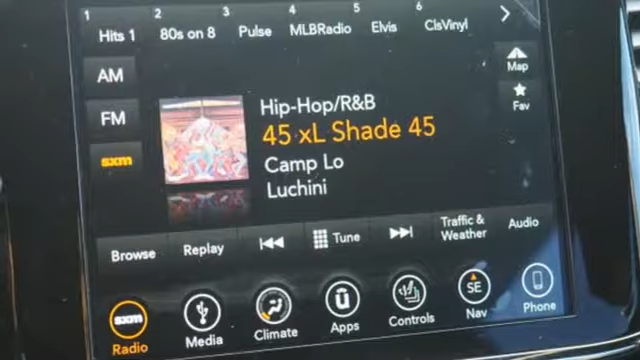 1 2 3 4 5 6
Hits 1 80s on 8 Pulse MLBRadio Elvis ClsVinyl
AM
FM
sxm
Map
Fav
Hip-Hop/R&B
45 xL Shade 45
Camp Lo
Luchini
Browse Replay Tune Traffic & Weather Audio
sxm SE
Radio Media Climate Apps Controls Nav Phone